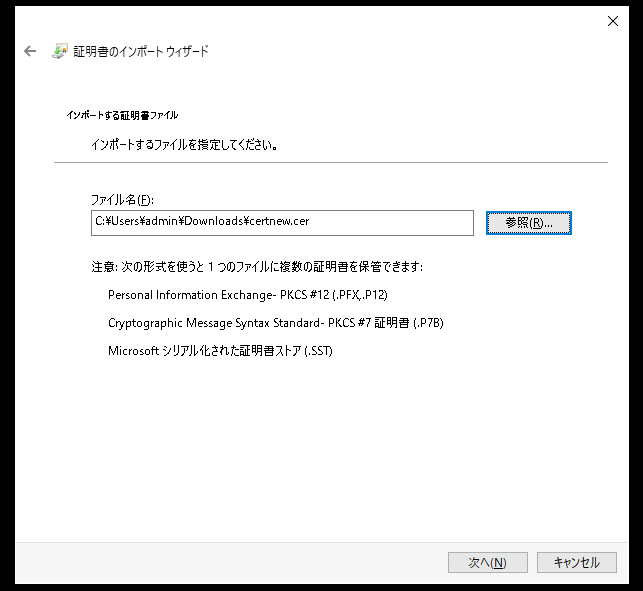 証明書のインポート ウィザード
インポートする証明書ファイル
インポートするファイルを指定してください。
ファイル名(F):
C:¥Users¥admin¥Downloads¥certnew.cer
参照(R)...
注意: 次の形式を使うと 1 つのファイルに複数の証明書を保管できます:
Personal Information Exchange- PKCS #12 (.PFX,.P12)
Cryptographic Message Syntax Standard- PKCS #7 証明書 (.P7B)
Microsoft シリアル化された証明書ストア (.SST)
次へ(N)
キャンセル